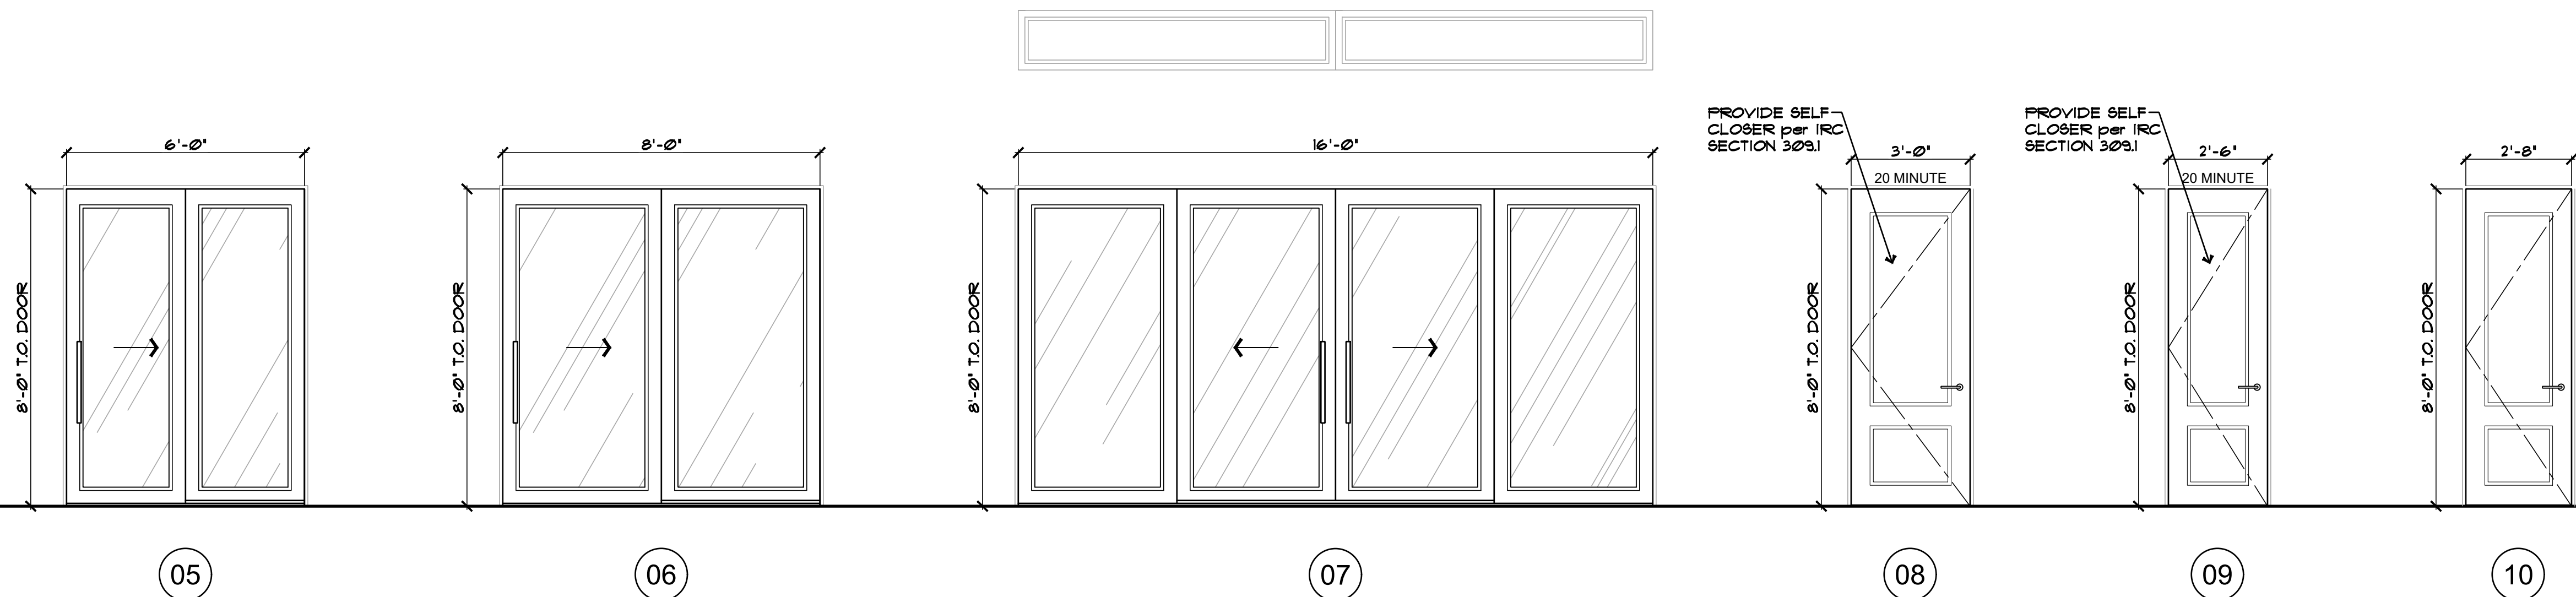 6'-0"
8'-0" T.O. DOOR
05
8'-0"
8'-0" T.O. DOOR
06
16'-0"
8'-0" T.O. DOOR
07
PROVIDE SELF
CLOSER per IRC
SECTION 309.1
3'-0"
20 MINUTE
8'-0" T.O. DOOR
08
PROVIDE SELF
CLOSER per IRC
SECTION 309.1
2'-6"
20 MINUTE
8'-0" T.O. DOOR
09
2'-8"
8'-0" T.O. DOOR
10